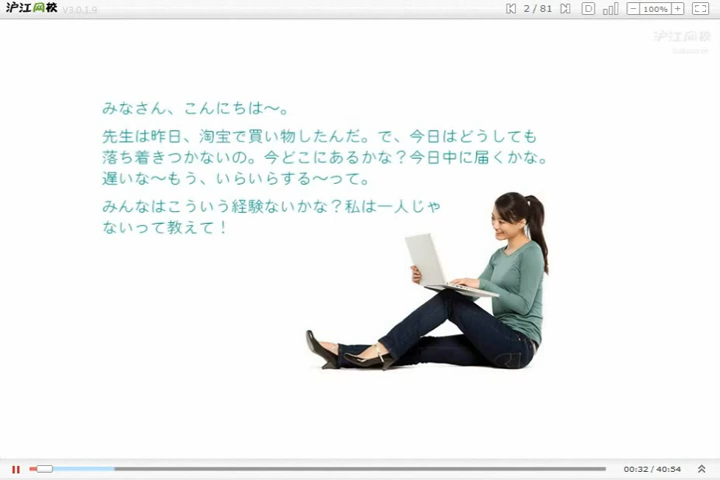 沪江网校 V3.0.1.9
2 / 81
D
100%
沪江网校
みなさん、こんにちは～。
先生は昨日、淘宝で買い物したんだ。で、今日はどうしても
落ち着きつかないの。今どこにあるかな？今日中に届くかな。
遅いな～もう、いらいらする～って。
みんなはこういう経験ないかな？私は一人じゃ
ないって教えて！
00:32 / 40:54